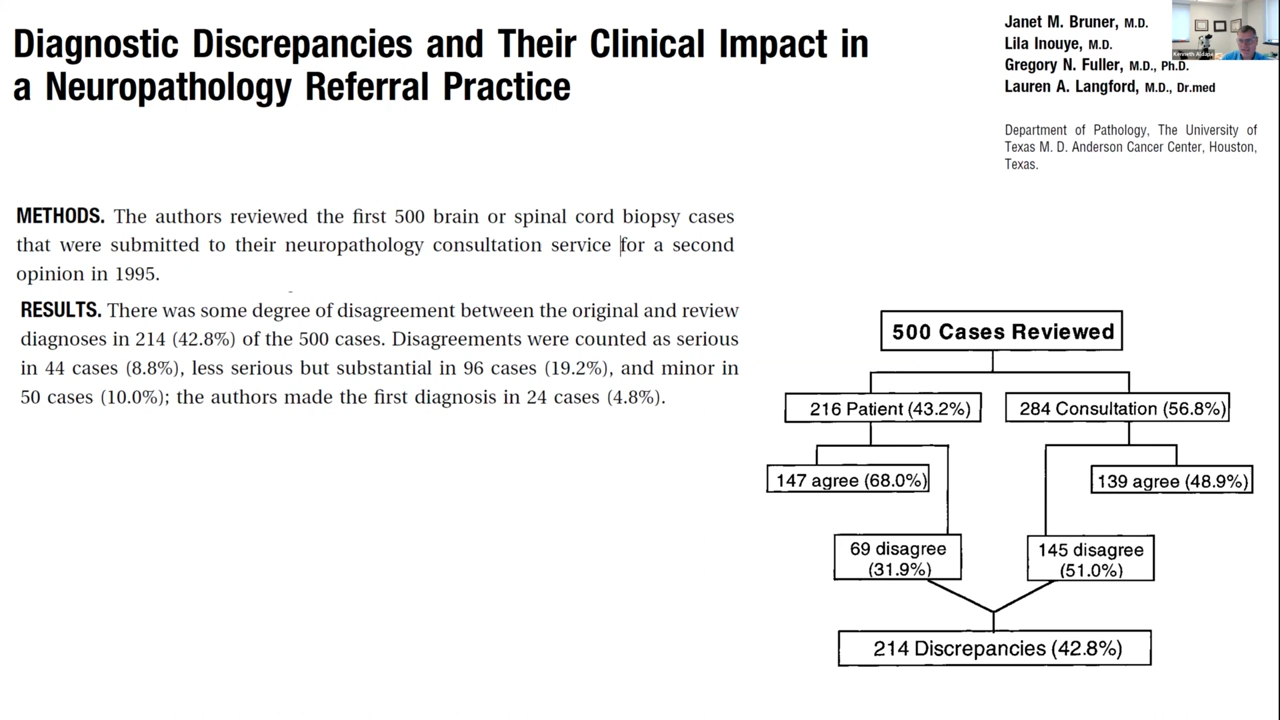 Diagnostic Discrepancies and Their Clinical Impact in
a Neuropathology Referral Practice
Janet M. Bruner, M.D.
Lila Inouye, M.D.
Gregory N. Fuller, M.D., Ph.D.
Lauren A. Langford, M.D., Dr.med
Kenneth Aldape
Department of Pathology, The University of
Texas M. D. Anderson Cancer Center, Houston,
Texas.
METHODS. The authors reviewed the first 500 brain or spinal cord biopsy cases
that were submitted to their neuropathology consultation service for a second
opinion in 1995.
RESULTS. There was some degree of disagreement between the original and review
diagnoses in 214 (42.8%) of the 500 cases. Disagreements were counted as serious
in 44 cases (8.8%), less serious but substantial in 96 cases (19.2%), and minor in
50 cases (10.0%); the authors made the first diagnosis in 24 cases (4.8%).
500 Cases Reviewed
216 Patient (43.2%)
284 Consultation (56.8%)
147 agree (68.0%)
139 agree (48.9%)
69 disagree
(31.9%)
145 disagree
(51.0%)
214 Discrepancies (42.8%)